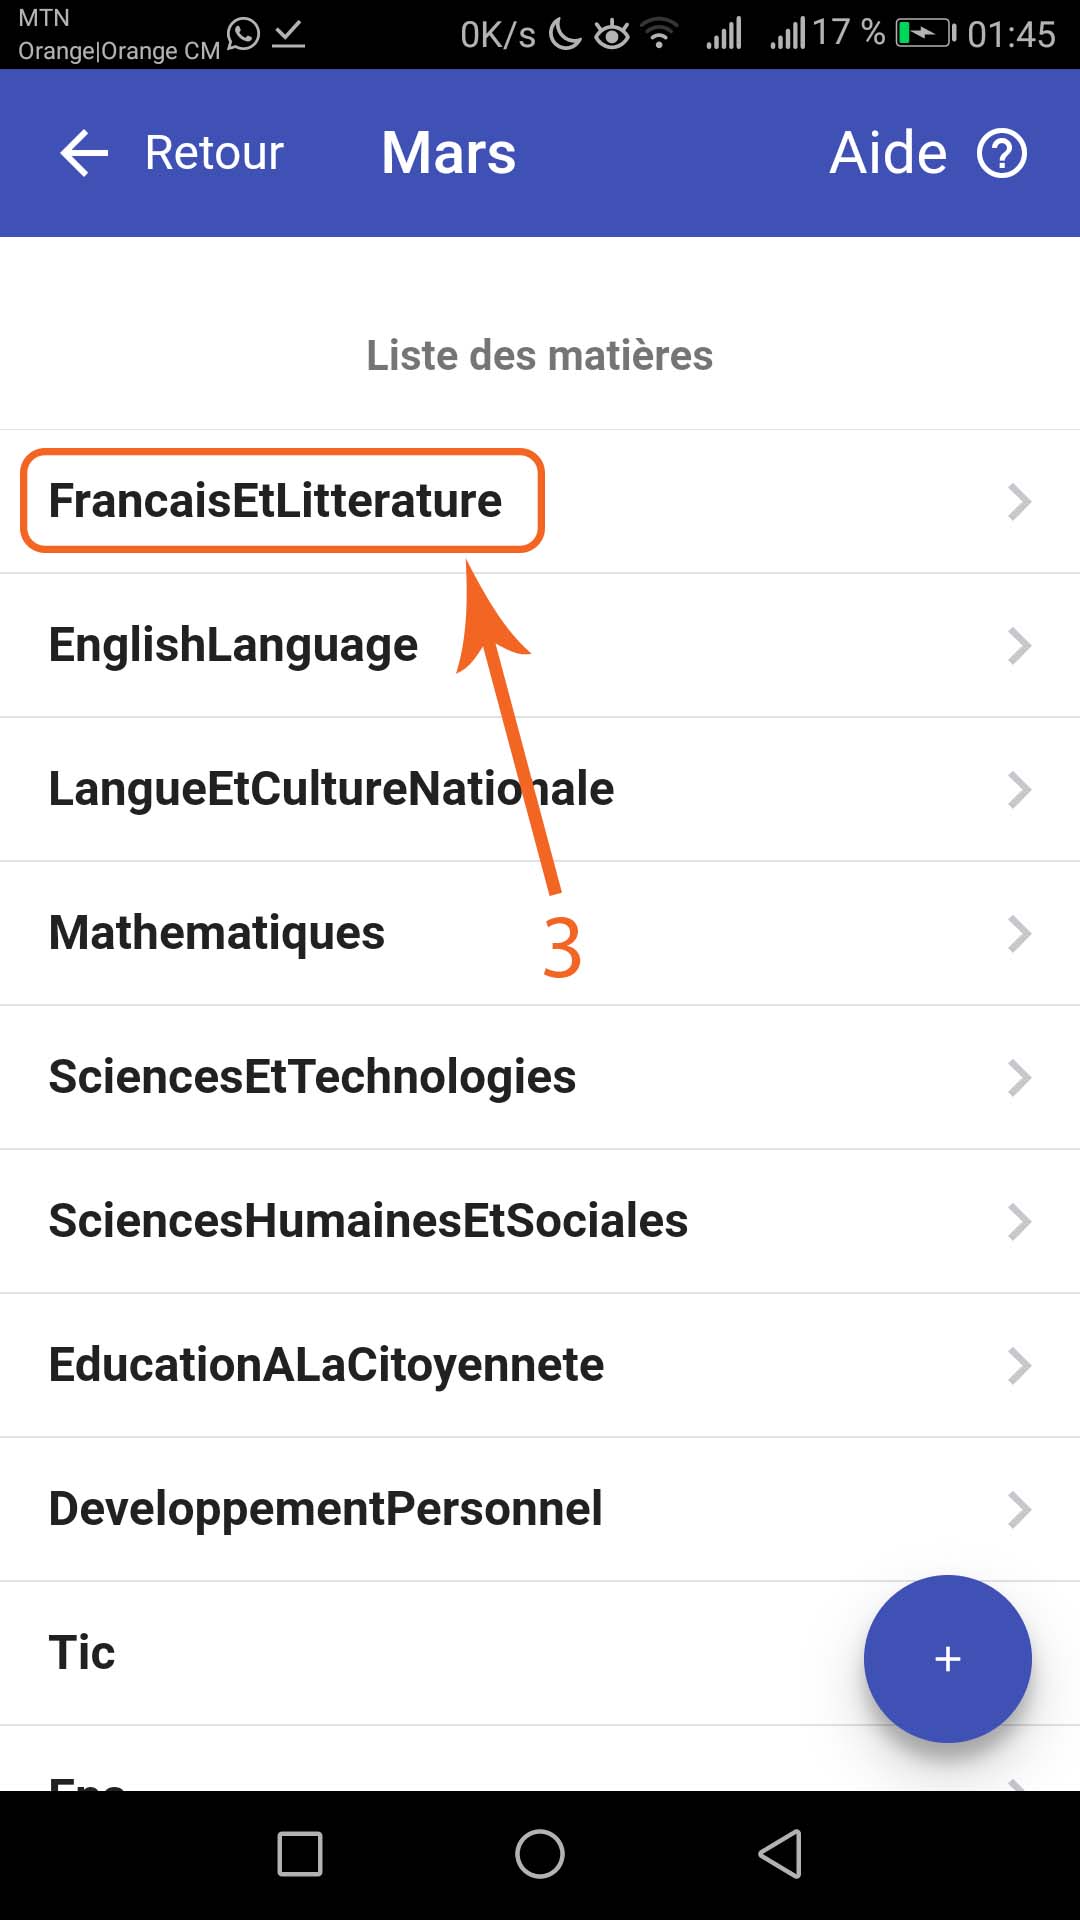 MTN
Orange|Orange CM 0K/s 17 % 01:45
Retour Mars Aide ?
Liste des matières
FrancaisEtLitterature
EnglishLanguage
LangueEtCultureNationale
Mathematiques
3
SciencesEtTechnologies
SciencesHumainesEtSociales
EducationALaCitoyennete
DeveloppementPersonnel
Tic
+